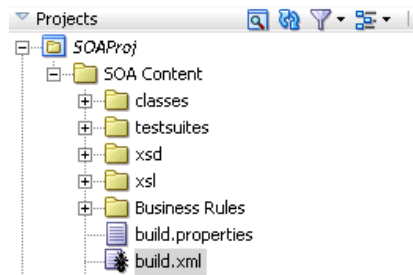 Projects
SOAProj
SOA Content
classes
testsuites
xsd
xsl
Business Rules
build.properties
build.xml